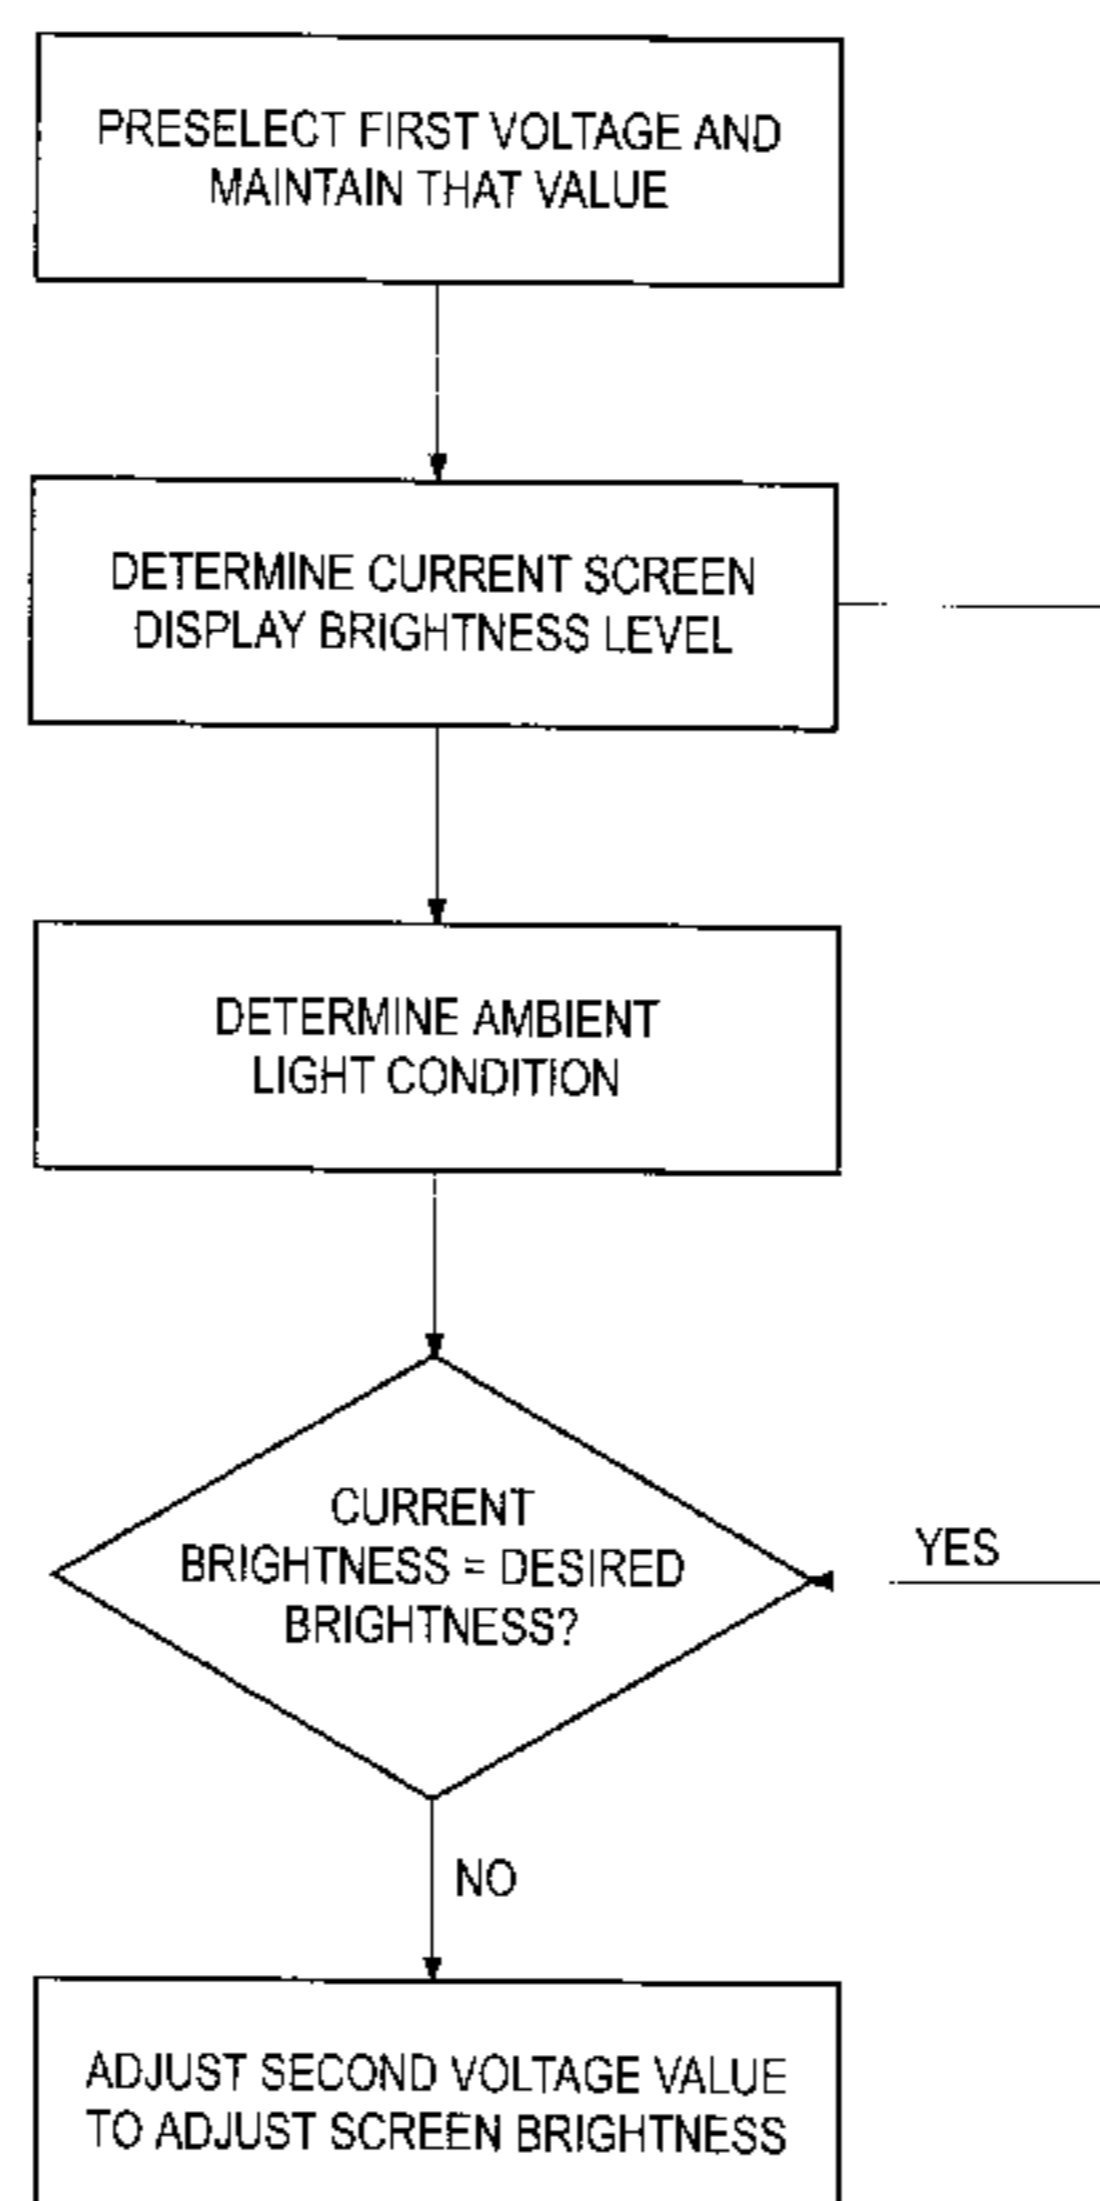 PRESELECT FIRST VOLTAGE AND
MAINTAIN THAT VALUE
DETERMINE CURRENT SCREEN
DISPLAY BRIGHTNESS LEVEL
DETERMINE AMBIENT
LIGHT CONDITION
CURRENT
BRIGHTNESS = DESIRED
BRIGHTNESS?
YES
NO
ADJUST SECOND VOLTAGE VALUE
TO ADJUST SCREEN BRIGHTNESS